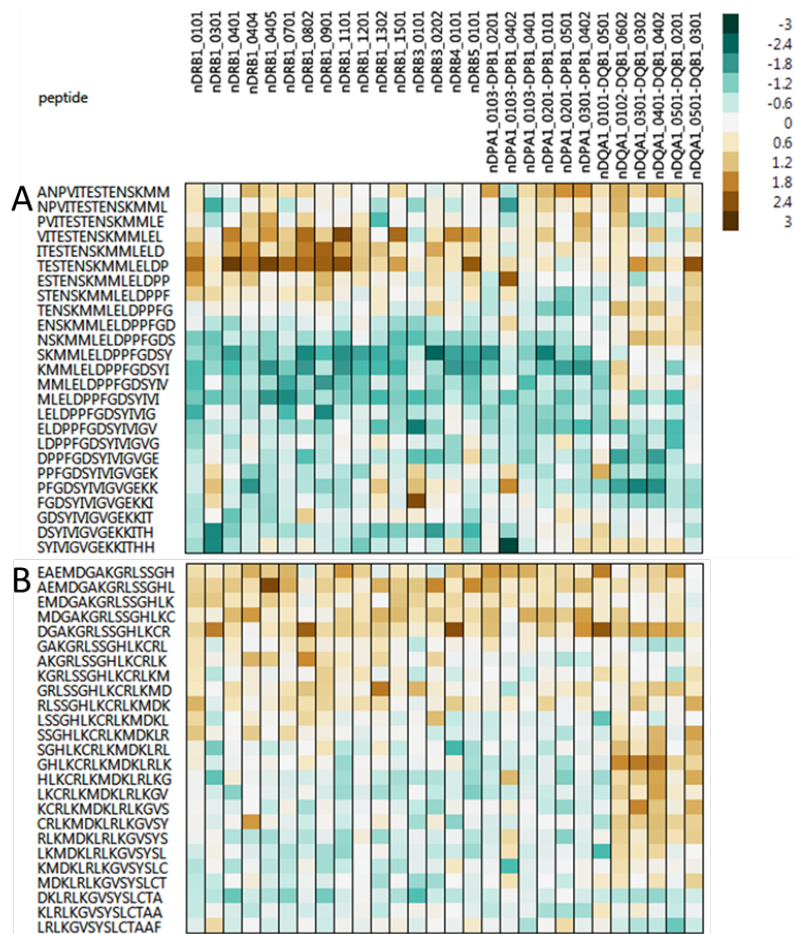 nDRB1_0101
nDRB1_0301
nDRB1_0401
nDRB1_0404
nDRB1_0405
nDRB1_0701
nDRB1_0802
nDRB1_0901
nDRB1_1101
nDRB1_1201
nDRB1_1302
nDRB1_1501
nDRB3_0101
nDRB3_0202
nDRB4_0101
nDRB5_0101
nDPA1_0103-DPB1_0201
nDPA1_0103-DPB1_0402
nDPA1_0103-DPB1_0401
nDPA1_0201-DPB1_0101
nDPA1_0201-DPB1_0501
nDPA1_0301-DPB1_0402
nDQA1_0101-DQB1_0501
nDQA1_0102-DQB1_0602
nDQA1_0301-DQB1_0302
nDQA1_0401-DQB1_0402
nDQA1_0501-DQB1_0201
nDQA1_0501-DQB1_0301
-3
-2.4
-1.8
-1.2
-0.6
0
0.6
1.2
1.8
2.4
3
peptide
A
ANPVITESTENSKMM
NPVITESTENSKMML
PVITESTENSKMMLE
VITESTENSKMMLEL
ITESTENSKMMLELD
TESTENSKMMLELDP
ESTENSKMMLELDPP
STENSKMMLELDPPF
TENSKMMLELDPPFG
ENSKMMLELDPPFGD
NSKMMLELDPPFGDS
SKMMLELDPPFGDSY
KMMLELDPPFGDSYI
MMLELDPPFGDSYIV
MLELDPPFGDSYIVI
LELDPPFGDSYIVIG
ELDPPFGDSYIVIGV
LDPPFGDSYIVIGVG
DPPFGDSYIVIGVGE
PPFGDSYIVIGVGEK
PFGDSYIVIGVGEKK
FGDSYIVIGVGEKKI
GDSYIVIGVGEKKIT
DSYIVIGVGEKKITH
SYIVIGVGEKKITHH
B
EAEMDGAKGRLSSGH
AEMDGAKGRLSSGHL
EMDGAKGRLSSGHLK
MDGAKGRLSSGHLKC
DGAKGRLSSGHLKCR
GAKGRLSSGHLKCRL
AKGRLSSGHLKCRLK
KGRLSSGHLKCRLKM
GRLSSGHLKCRLKMD
RLSSGHLKCRLKMDK
LSSGHLKCRLKMDKL
SSGHLKCRLKMDKLR
SGHLKCRLKMDKLRL
GHLKCRLKMDKLRLK
HLKCRLKMDKLRLKG
LKCRLKMDKLRLKGV
KCRLKMDKLRLKGVS
CRLKMDKLRLKGVSY
RLKMDKLRLKGVSYS
LKMDKLRLKGVSYSL
KMDKLRLKGVSYSLC
MDKLRLKGVSYSLCT
DKLRLKGVSYSLCTA
KLRLKGVSYSLCTAA
LRLKGVSYSLCTAAF